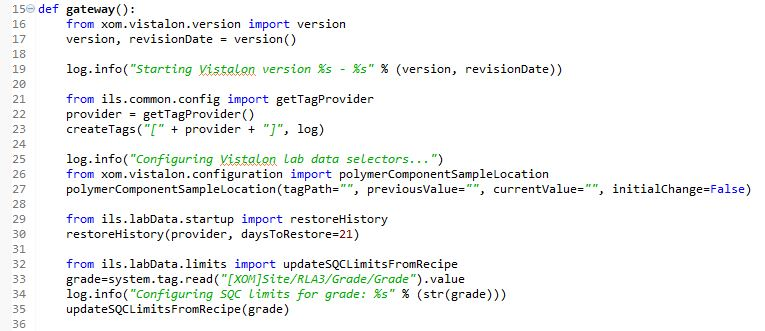 15 def gateway():
16     from xom.vistalon.version import version
17     version, revisionDate = version()
18
19     log.info("Starting Vistalon version %s - %s" % (version, revisionDate))
20
21     from ils.common.config import getTagProvider
22     provider = getTagProvider()
23     createTags("[" + provider + "]", log)
24
25     log.info("Configuring Vistalon lab data selectors...")
26     from xom.vistalon.configuration import polymerComponentSampleLocation
27     polymerComponentSampleLocation(tagPath="", previousValue="", currentValue="", initialChange=False)
28
29     from ils.labData.startup import restoreHistory
30     restoreHistory(provider, daysToRestore=21)
31
32     from ils.labData.limits import updateSQCLimitsFromRecipe
33     grade=system.tag.read("[XOM]Site/RLA3/Grade/Grade").value
34     log.info("Configuring SQC limits for grade: %s" % (str(grade)))
35     updateSQCLimitsFromRecipe(grade)
36